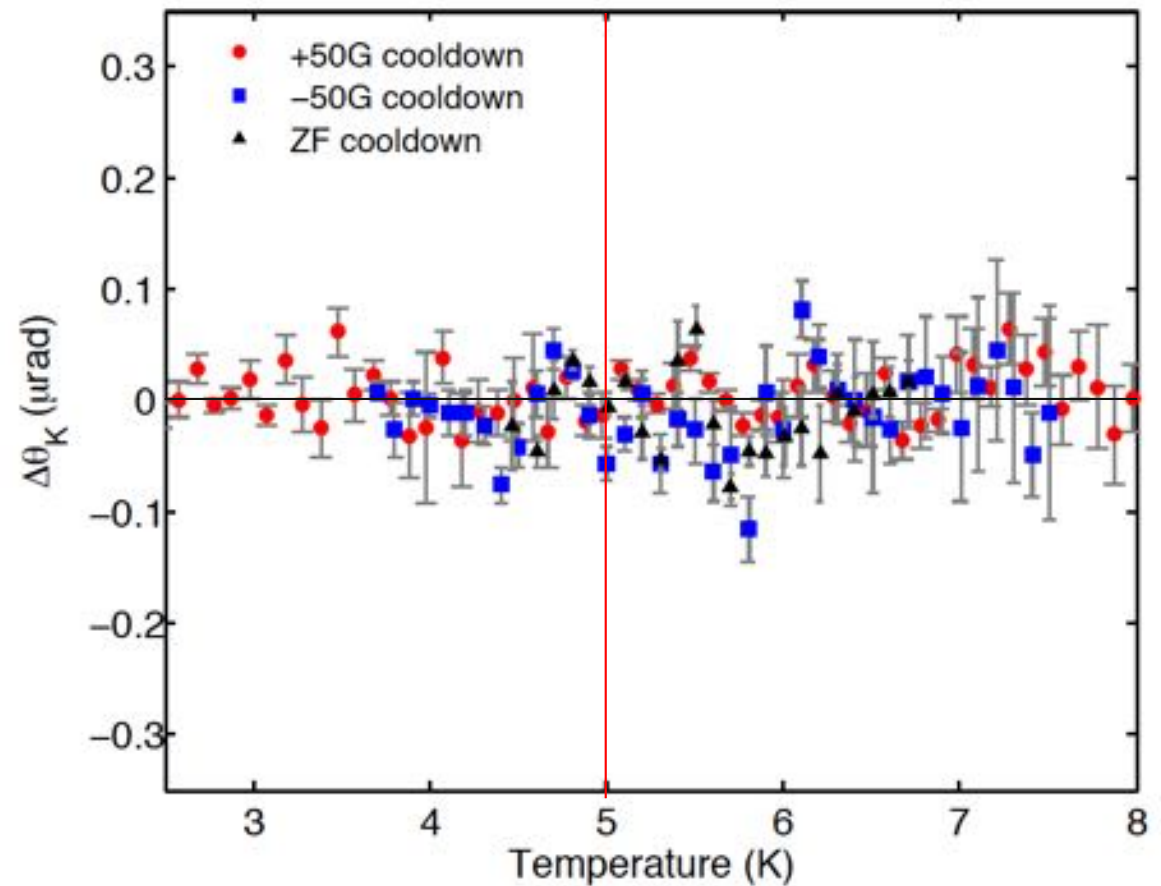 0.3
+50G cooldown
−50G cooldown
ZF cooldown
0.2
0.1
0
−0.1
−0.2
−0.3
ΔθK (μrad)
3 4 5 6 7 8
Temperature (K)